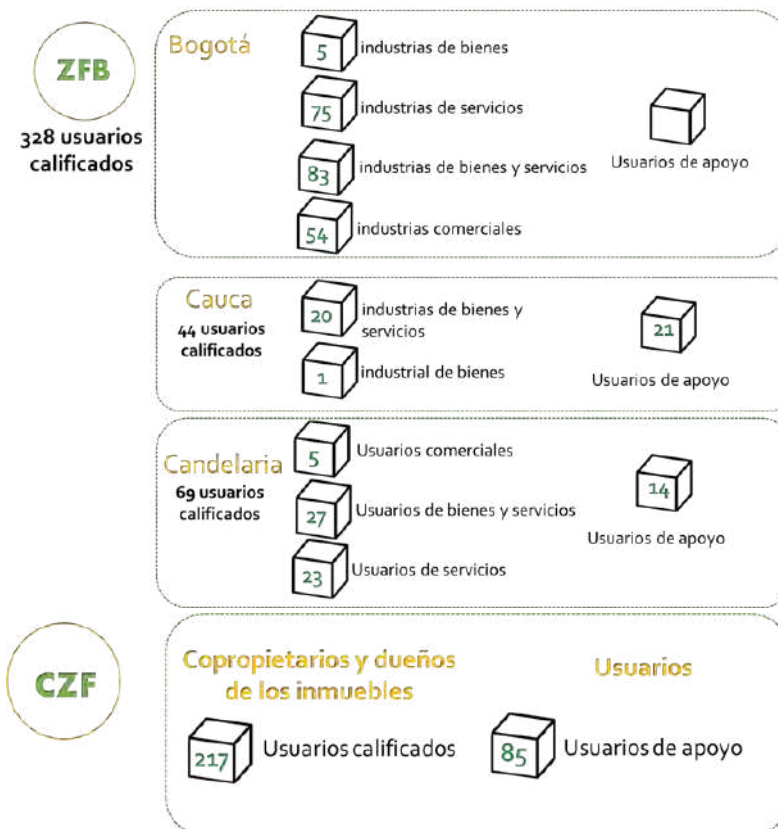 ZFB
328 usuarios
calificados
Bogotá
5 industrias de bienes
75 industrias de servicios
83 industrias de bienes y servicios
54 industrias comerciales
Usuarios de apoyo
Cauca
44 usuarios
calificados
20 industrias de bienes y
servicios
1 industrial de bienes
21
Usuarios de apoyo
Candelaria
69 usuarios
calificados
5 Usuarios comerciales
27 Usuarios de bienes y servicios
23 Usuarios de servicios
14
Usuarios de apoyo
CZF
Copropietarios y dueños
de los inmuebles
217 Usuarios calificados
Usuarios
85 Usuarios de apoyo